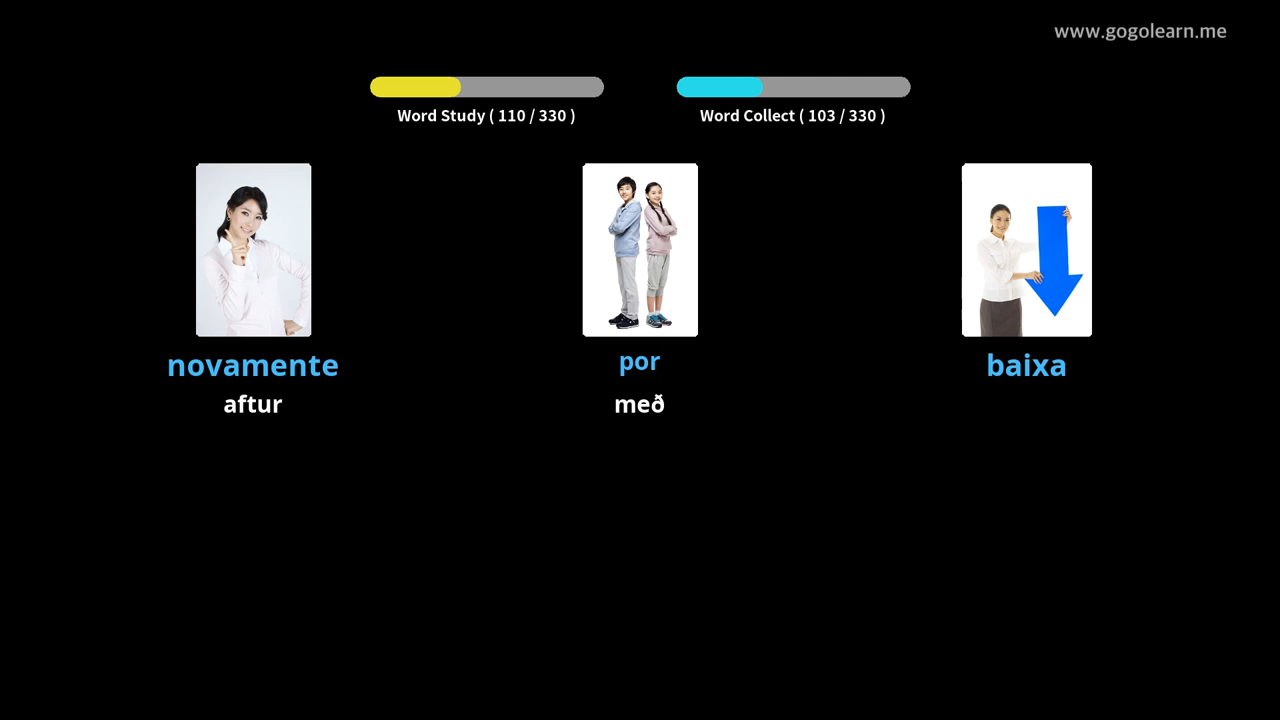 www.gogolearn.me
Word Study ( 110 / 330 )
Word Collect ( 103 / 330 )
novamente
por
baixa
aftur
með